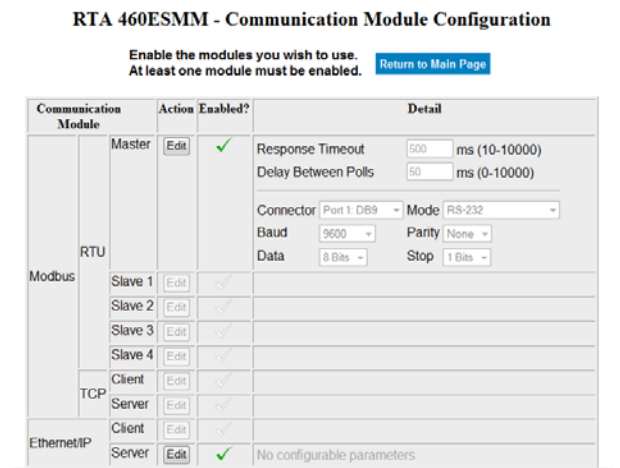 RTA 460ESMM - Communication Module Configuration
Enable the modules you wish to use.
At least one module must be enabled.
Return to Main Page
Communication Module Action Enabled? Detail
Modbus
RTU
Master Edit
Response Timeout 500 ms (10-10000)
Delay Between Polls 50 ms (0-10000)
Connector Port 1: DB9 Mode RS-232
Baud 9600 Parity None
Data 8 Bits Stop 1 Bits
Slave 1 Edit
Slave 2 Edit
Slave 3 Edit
Slave 4 Edit
TCP
Client Edit
Server Edit
Ethernet/IP
Client Edit
Server Edit No configurable parameters